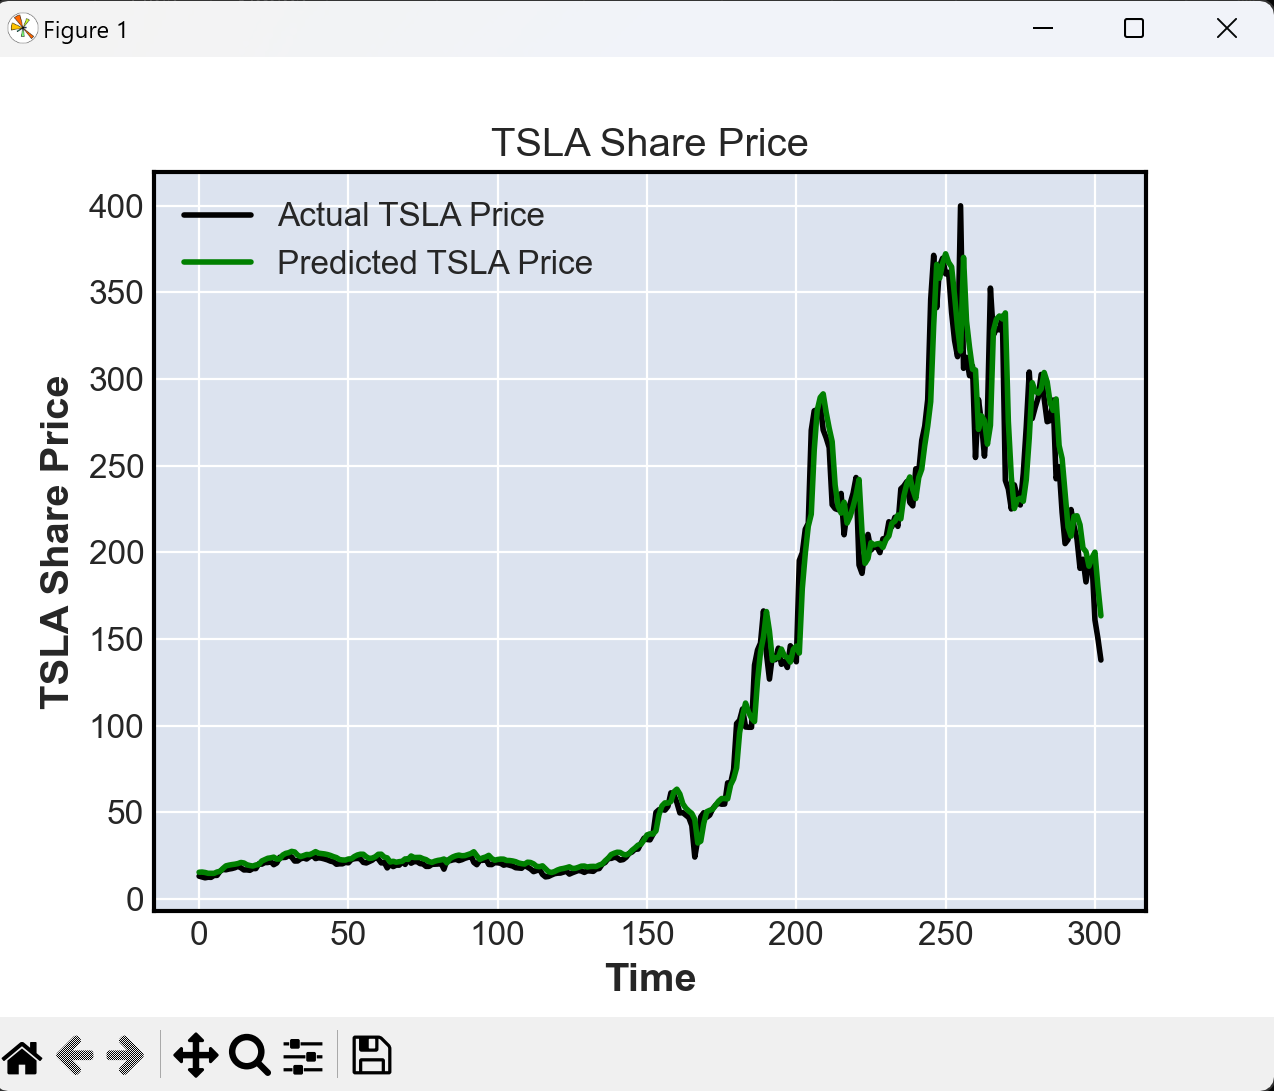 Figure 1
TSLA Share Price
Actual TSLA Price
Predicted TSLA Price
400
350
300
250
200
150
100
50
0
TSLA Share Price
0 50 100 150 200 250 300
Time